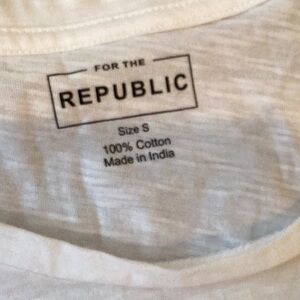 FOR THE
REPUBLIC
Size S
100% Cotton
Made in India